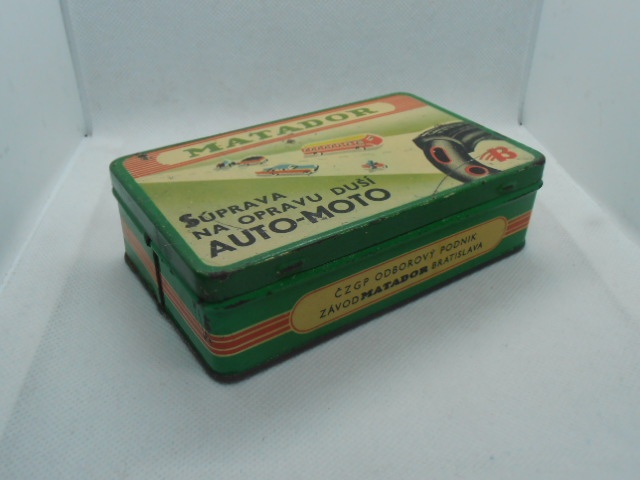 MATADOR
SÚPRAVA
NA OPRAVU DUŠÍ
AUTO-MOTO
ČZGP ODBOROVÝ PODNIK
ZÁVOD MATADOR BRATISLAVA